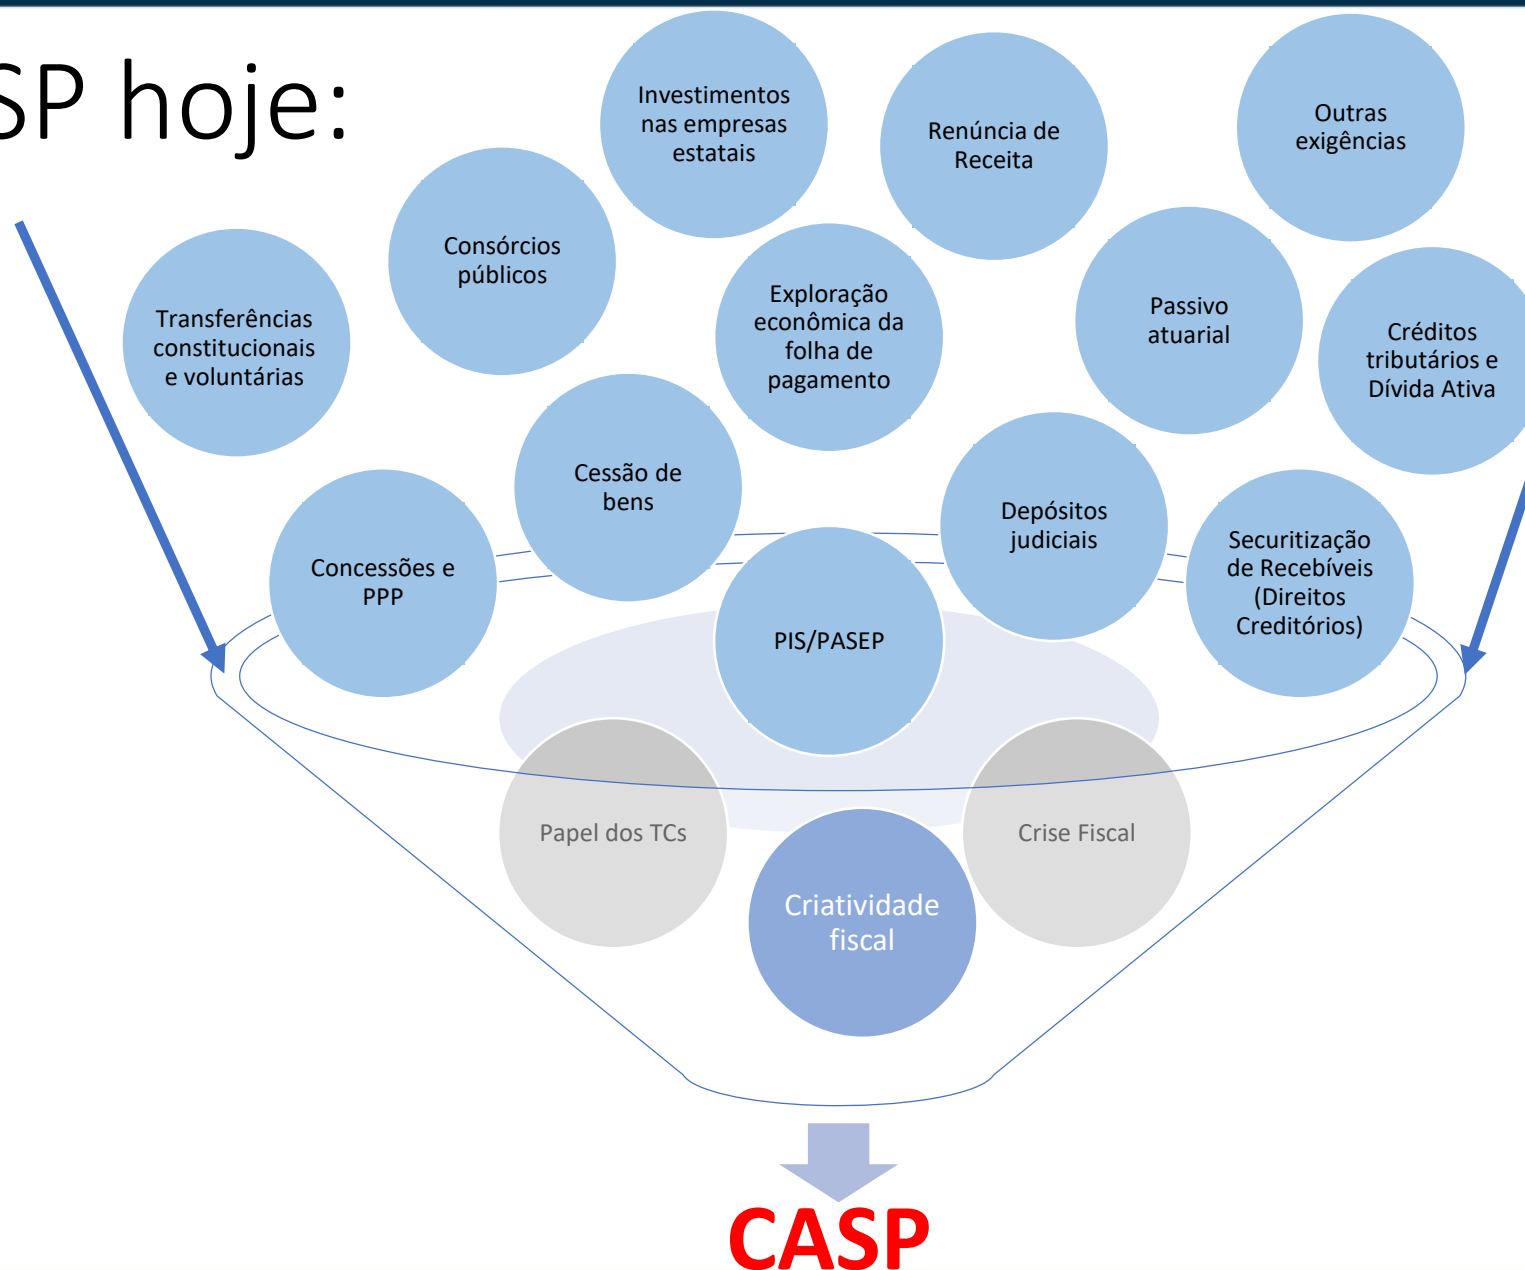 SP hoje:
Investimentos
nas empresas
estatais
Renúncia de
Receita
Outras
exigências
Consórcios
públicos
Transferências
constitucionais
e voluntárias
Exploração
econômica da
folha de
pagamento
Passivo
atuarial
Créditos
tributários e
Dívida Ativa
Cessão de
bens
Depósitos
judiciais
Concessões e
PPP
Securitização
de Recebíveis
(Direitos
Creditórios)
PIS/PASEP
Papel dos TCs
Crise Fiscal
Criatividade
fiscal
CASP